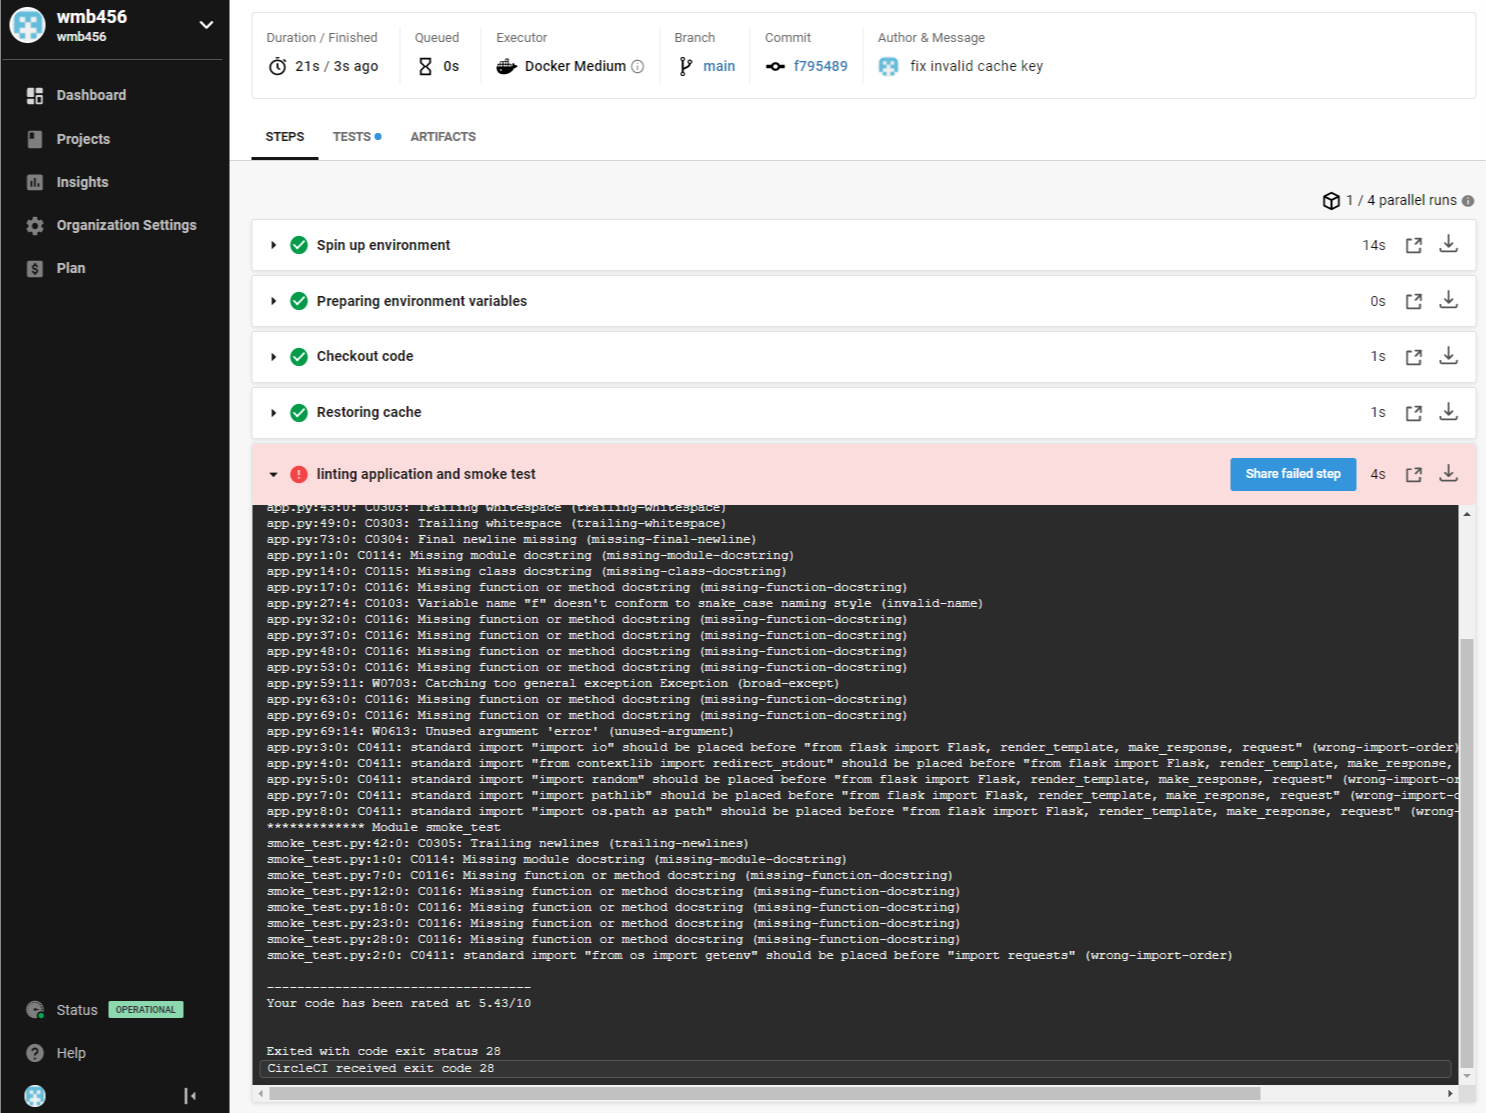 wmb456
wmb456
Dashboard
Projects
Insights
Organization Settings
Plan
Status OPERATIONAL
Help
Duration / Finished
21s / 3s ago
Queued
0s
Executor
Docker Medium
Branch
main
Commit
f795489
Author & Message
fix invalid cache key
STEPS TESTS ARTIFACTS
1 / 4 parallel runs
Spin up environment 14s
Preparing environment variables 0s
Checkout code 1s
Restoring cache 1s
linting application and smoke test Share failed step 4s
app.py:43:0: C0303: Trailing whitespace (trailing-whitespace)
app.py:49:0: C0303: Trailing whitespace (trailing-whitespace)
app.py:73:0: C0304: Final newline missing (missing-final-newline)
app.py:1:0: C0114: Missing module docstring (missing-module-docstring)
app.py:14:0: C0115: Missing class docstring (missing-class-docstring)
app.py:17:0: C0116: Missing function or method docstring (missing-function-docstring)
app.py:27:4: C0103: Variable name "f" doesn't conform to snake_case naming style (invalid-name)
app.py:32:0: C0116: Missing function or method docstring (missing-function-docstring)
app.py:37:0: C0116: Missing function or method docstring (missing-function-docstring)
app.py:48:0: C0116: Missing function or method docstring (missing-function-docstring)
app.py:53:0: C0116: Missing function or method docstring (missing-function-docstring)
app.py:59:11: W0703: Catching too general exception Exception (broad-except)
app.py:63:0: C0116: Missing function or method docstring (missing-function-docstring)
app.py:69:0: C0116: Missing function or method docstring (missing-function-docstring)
app.py:69:14: W0613: Unused argument 'error' (unused-argument)
app.py:3:0: C0411: standard import "import io" should be placed before "from flask import Flask, render_template, make_response, request" (wrong-import-order)
app.py:4:0: C0411: standard import "from contextlib import redirect_stdout" should be placed before "from flask import Flask, render_template, make_response,
app.py:5:0: C0411: standard import "import random" should be placed before "from flask import Flask, render_template, make_response, request" (wrong-import-or
app.py:7:0: C0411: standard import "import pathlib" should be placed before "from flask import Flask, render_template, make_response, request" (wrong-import-o
app.py:8:0: C0411: standard import "import os.path as path" should be placed before "from flask import Flask, render_template, make_response, request" (wrong-
************* Module smoke_test
smoke_test.py:42:0: C0305: Trailing newlines (trailing-newlines)
smoke_test.py:1:0: C0114: Missing module docstring (missing-module-docstring)
smoke_test.py:7:0: C0116: Missing function or method docstring (missing-function-docstring)
smoke_test.py:12:0: C0116: Missing function or method docstring (missing-function-docstring)
smoke_test.py:18:0: C0116: Missing function or method docstring (missing-function-docstring)
smoke_test.py:23:0: C0116: Missing function or method docstring (missing-function-docstring)
smoke_test.py:28:0: C0116: Missing function or method docstring (missing-function-docstring)
smoke_test.py:2:0: C0411: standard import "from os import getenv" should be placed before "import requests" (wrong-import-order)
-----------------------------------
Your code has been rated at 5.43/10
Exited with code exit status 28
CircleCI received exit code 28